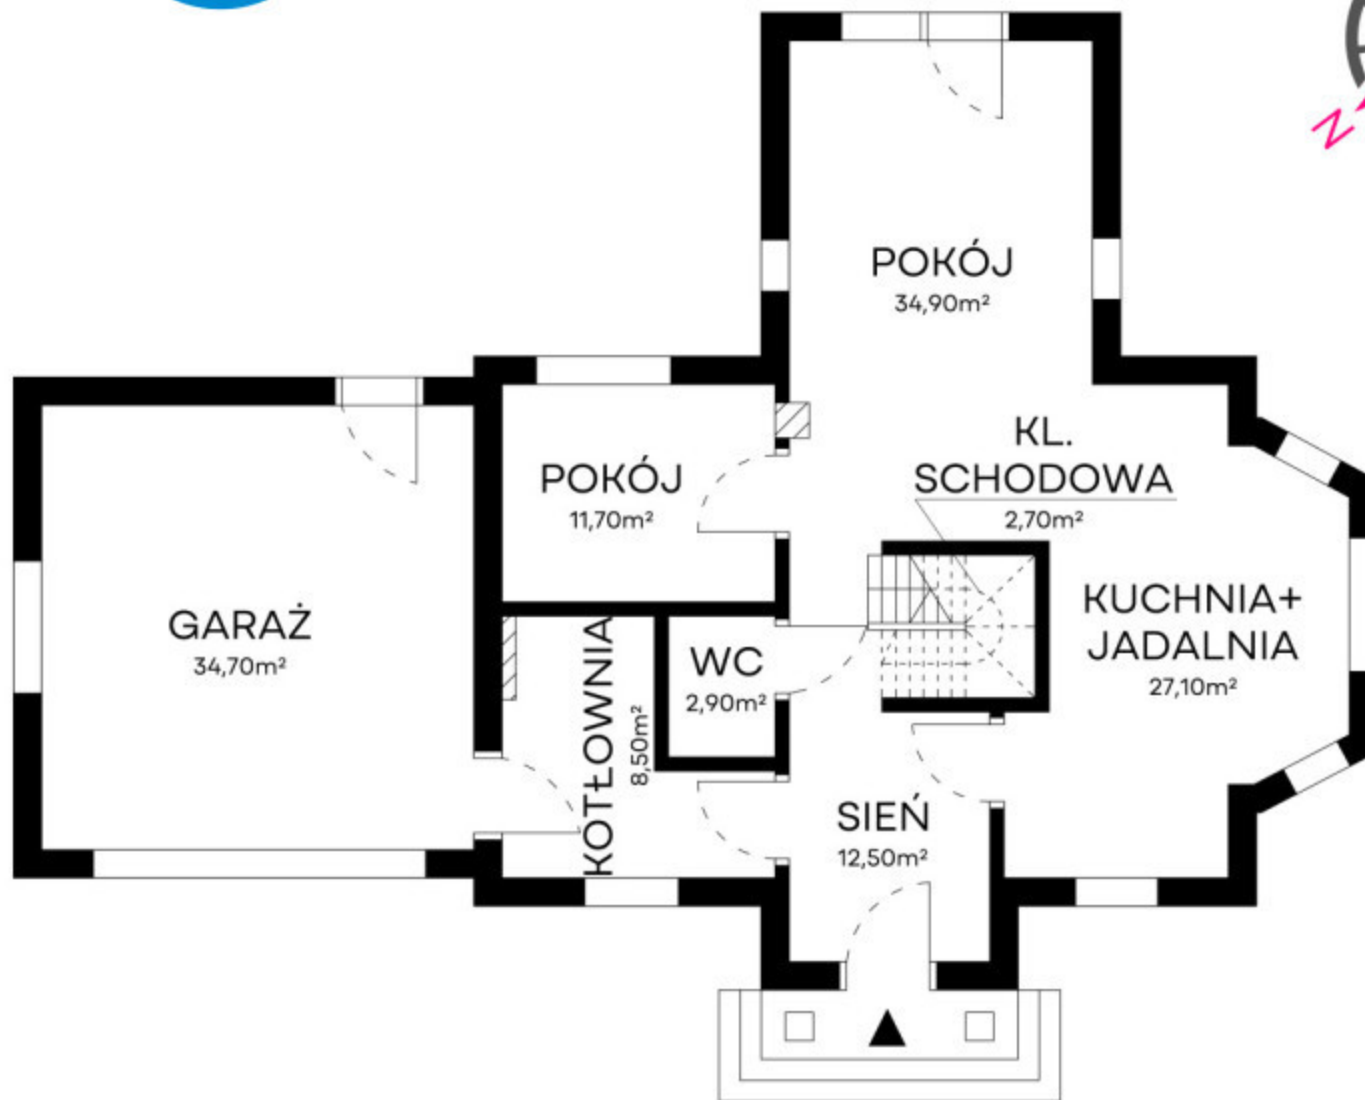 N
POKÓJ
34,90m²
KL.
SCHODOWA
2,70m²
POKÓJ
11,70m²
GARAŻ
34,70m²
KUCHNIA+
JADALNIA
27,10m²
WC
2,90m²
KOTŁOWNIA
8,50m²
SIEŃ
12,50m²